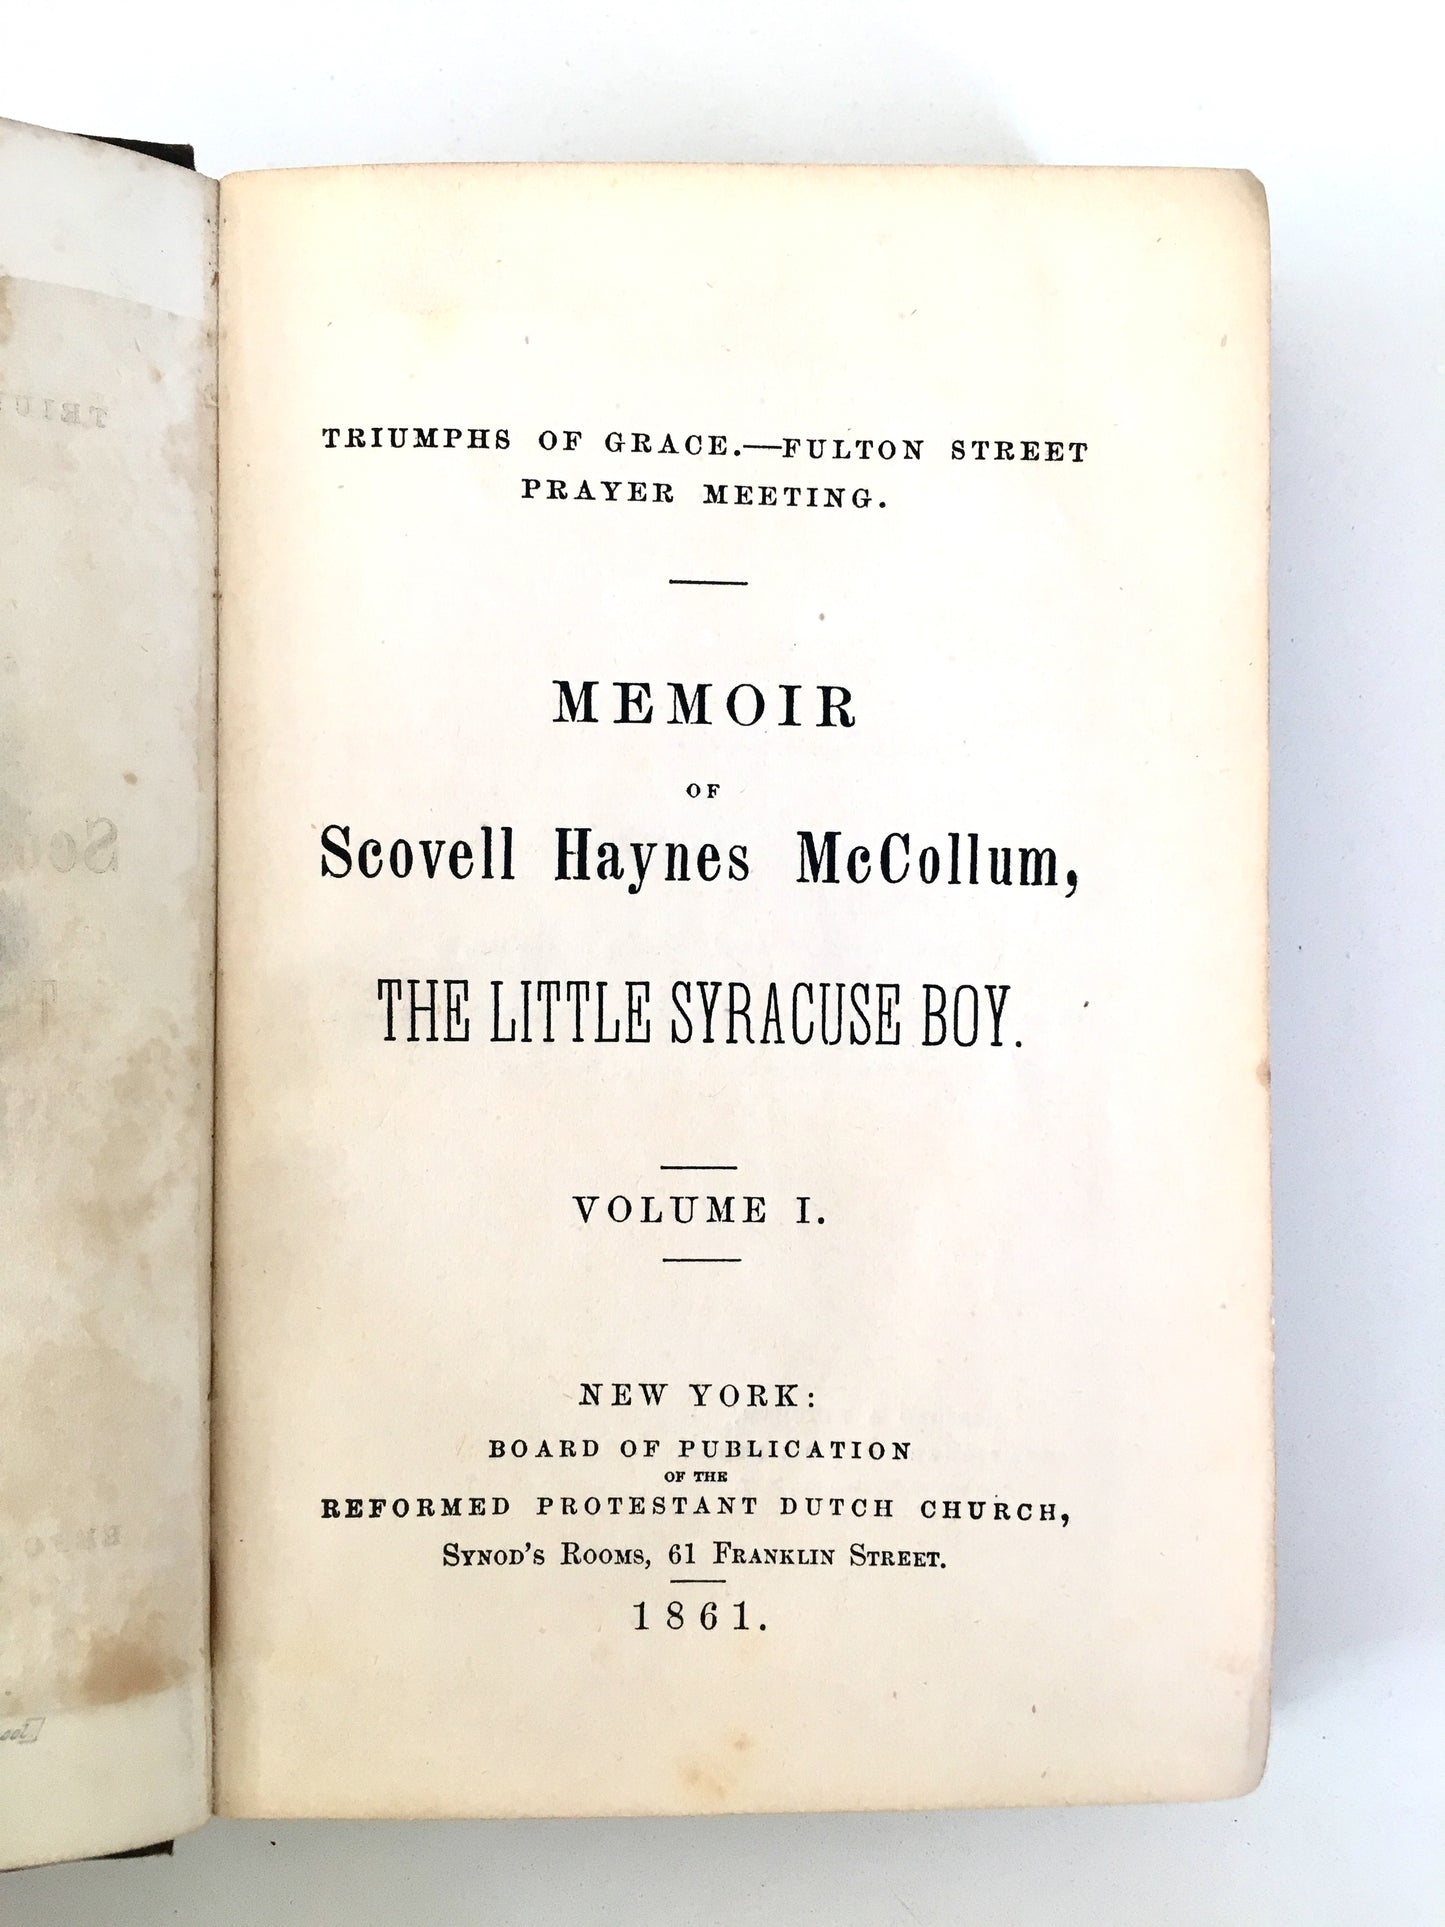 TRIUMPHS OF GRACE.—FULTON STREET
PRAYER MEETING.
MEMOIR
OF
Scovell Haynes McCollum,
THE LITTLE SYRACUSE BOY.
VOLUME I.
NEW YORK:
BOARD OF PUBLICATION
OF THE
REFORMED PROTESTANT DUTCH CHURCH,
SYNOD'S ROOMS, 61 FRANKLIN STREET.
1861.